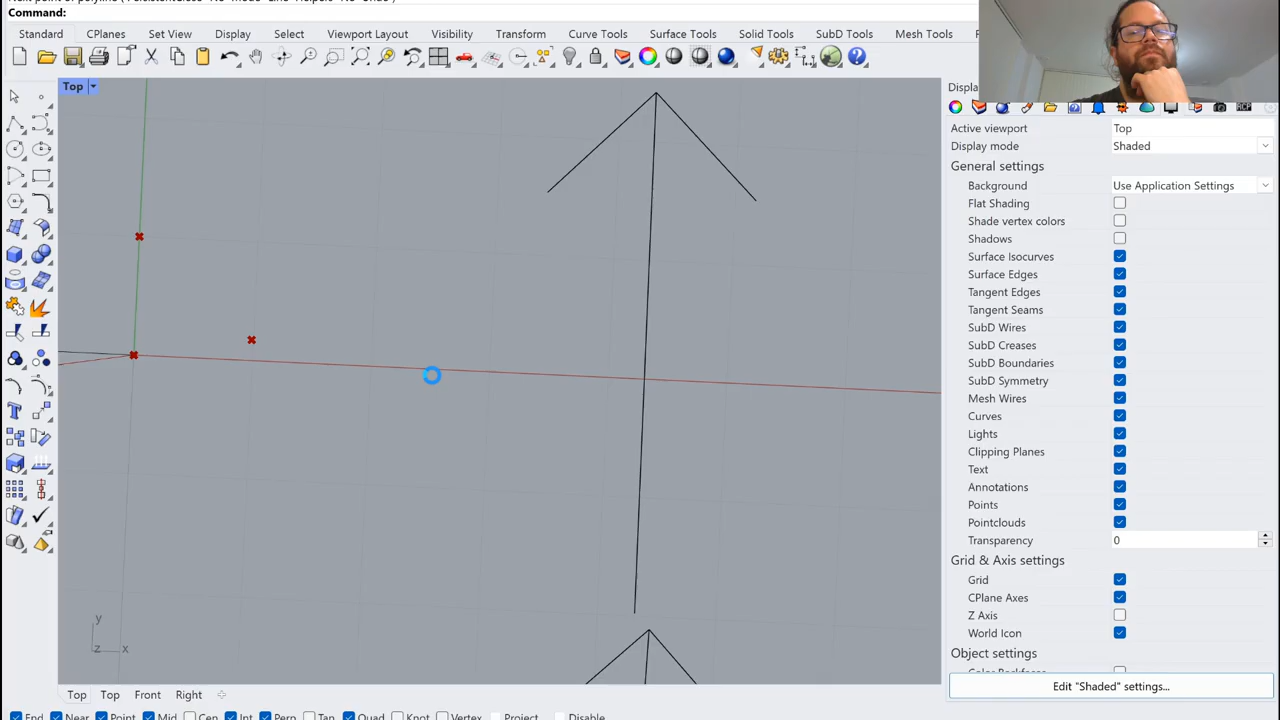 Command:
Standard CPlanes Set View Display Select Viewport Layout Visibility Transform Curve Tools Surface Tools Solid Tools SubD Tools Mesh Tools
Top
Active viewport Top
Display mode Shaded
General settings
Background Use Application Settings
Flat Shading
Shade vertex colors
Shadows
Surface Isocurves
Surface Edges
Tangent Edges
Tangent Seams
SubD Wires
SubD Creases
SubD Boundaries
SubD Symmetry
Mesh Wires
Curves
Lights
Clipping Planes
Text
Annotations
Points
Pointclouds
Transparency 0
Grid & Axis settings
Grid
CPlane Axes
Z Axis
World Icon
Object settings
y
z x
Edit "Shaded" settings...
Top Top Front Right
End Near Point Mid Cen Int Perp Tan Quad Knot Vertex Project Disable